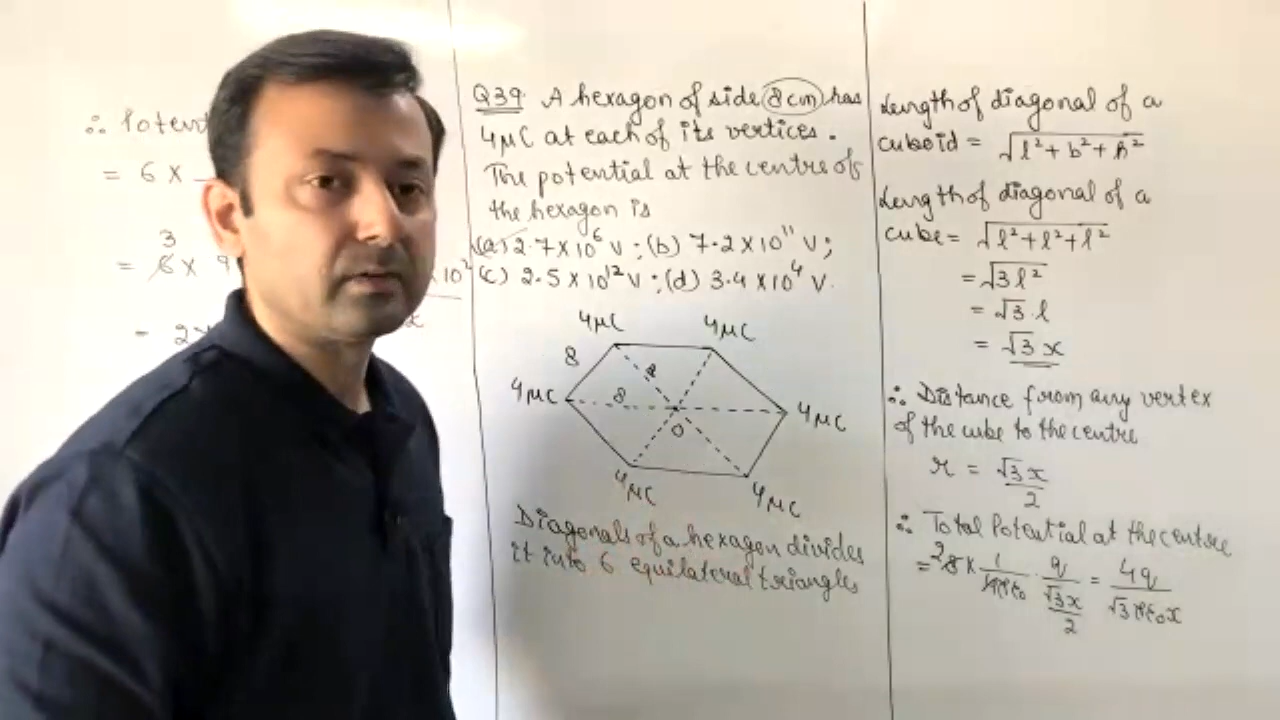 ∴ Potent
= 6 ×
3
= 6 × 9
× 10²
= 2
Q39. A hexagon of side 8cm has
4μC at each of its vertices.
The potential at the centre of
the hexagon is
(a) 2.7×10⁶ V ; (b) 7.2×10¹¹ V;
(c) 2.5×10¹² V ; (d) 3.4×10⁴ V.
4μC 4μC
8 8
4μC 8 4μC
O
4μC 4μC
Diagonals of a hexagon divides
it into 6 equilateral triangles
Length of diagonal of a
cuboid = √l²+b²+h²
Length of diagonal of a
cube = √l²+l²+l²
= √3l²
= √3·l
= √3x
∴ Distance from any vertex
of the cube to the centre
r = √3x/2
∴ Total Potential at the centre
= ²8 × 1/4πε₀ · q/(√3x/2) = 4q/√3πε₀x